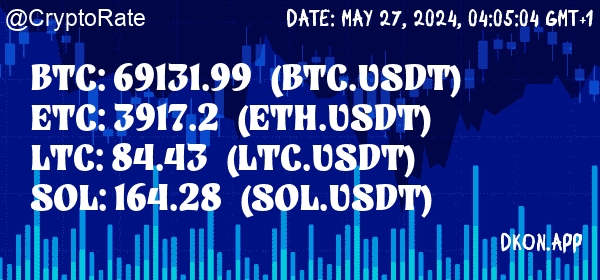 @CryptoRate
DATE: MAY 27, 2024, 04:05:04 GMT+1
BTC: 69131.99 (BTC.USDT)
ETC: 3917.2 (ETH.USDT)
LTC: 84.43 (LTC.USDT)
SOL: 164.28 (SOL.USDT)
DKON.APP